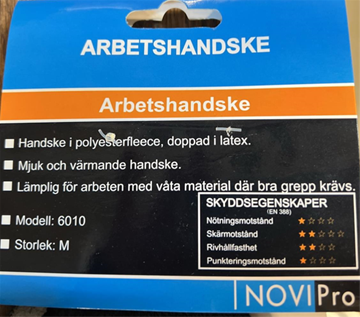 ARBETSHANDSKE
Arbetshandske
■ Handske i polyesterfleece, doppad i latex.
■ Mjuk och värmande handske.
■ Lämplig för arbeten med våta material där bra grepp krävs.
■ Modell: 6010
■ Storlek: M
SKYDDSEGENSKAPER
(EN 388)
Nötningsmotstånd ★☆☆☆
Skärmotstånd ★★☆☆☆
Rivhållfasthet ★★☆☆
Punkteringsmotstånd ★☆☆☆
NOVIPro